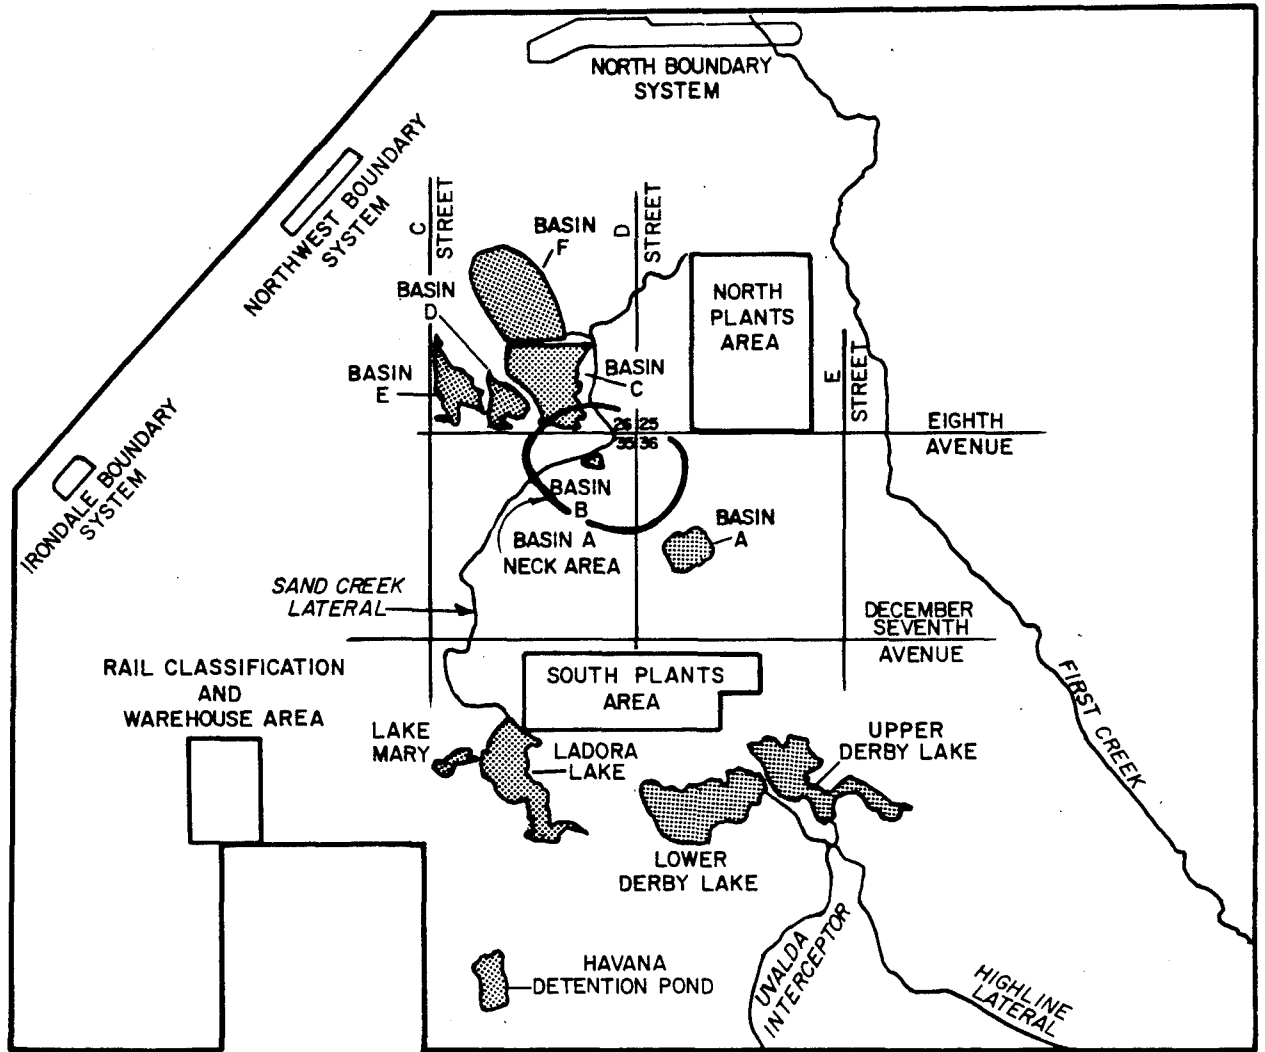 NORTH BOUNDARY
SYSTEM
NORTHWEST BOUNDARY
SYSTEM
C
STREET
BASIN
F
D
STREET
BASIN
D
NORTH
PLANTS
AREA
BASIN
E
BASIN
C
E
STREET
IRONDALE BOUNDARY
SYSTEM
26 25
35 36
EIGHTH
AVENUE
BASIN
B
BASIN A
NECK AREA
BASIN
A
SAND CREEK
LATERAL
DECEMBER
SEVENTH
AVENUE
RAIL CLASSIFICATION
AND
WAREHOUSE AREA
SOUTH PLANTS
AREA
FIRST CREEK
LAKE
MARY
LADORA
LAKE
UPPER
DERBY LAKE
LOWER
DERBY LAKE
HAVANA
DETENTION POND
UVALDA
INTERCEPTOR
HIGHLINE
LATERAL